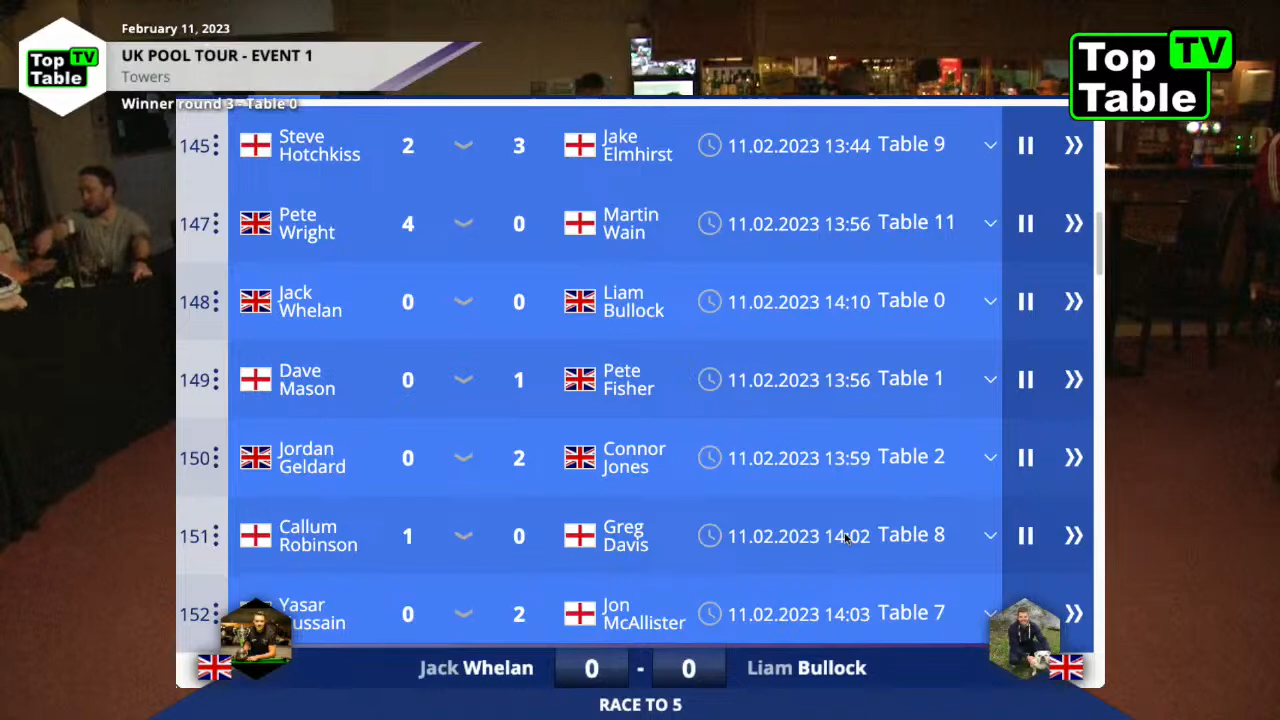 February 11, 2023
UK POOL TOUR - EVENT 1
Towers
Winner round 3 - Table 0
Top TV
Table
Top TV
Table
145 Steve Hotchkiss 2 3 Jake Elmhirst 11.02.2023 13:44 Table 9
147 Pete Wright 4 0 Martin Wain 11.02.2023 13:56 Table 11
148 Jack Whelan 0 0 Liam Bullock 11.02.2023 14:10 Table 0
149 Dave Mason 0 1 Pete Fisher 11.02.2023 13:56 Table 1
150 Jordan Geldard 0 2 Connor Jones 11.02.2023 13:59 Table 2
151 Callum Robinson 1 0 Greg Davis 11.02.2023 14:02 Table 8
152 Yasar ussain 0 2 Jon McAllister 11.02.2023 14:03 Table 7
Jack Whelan 0 - 0 Liam Bullock
RACE TO 5